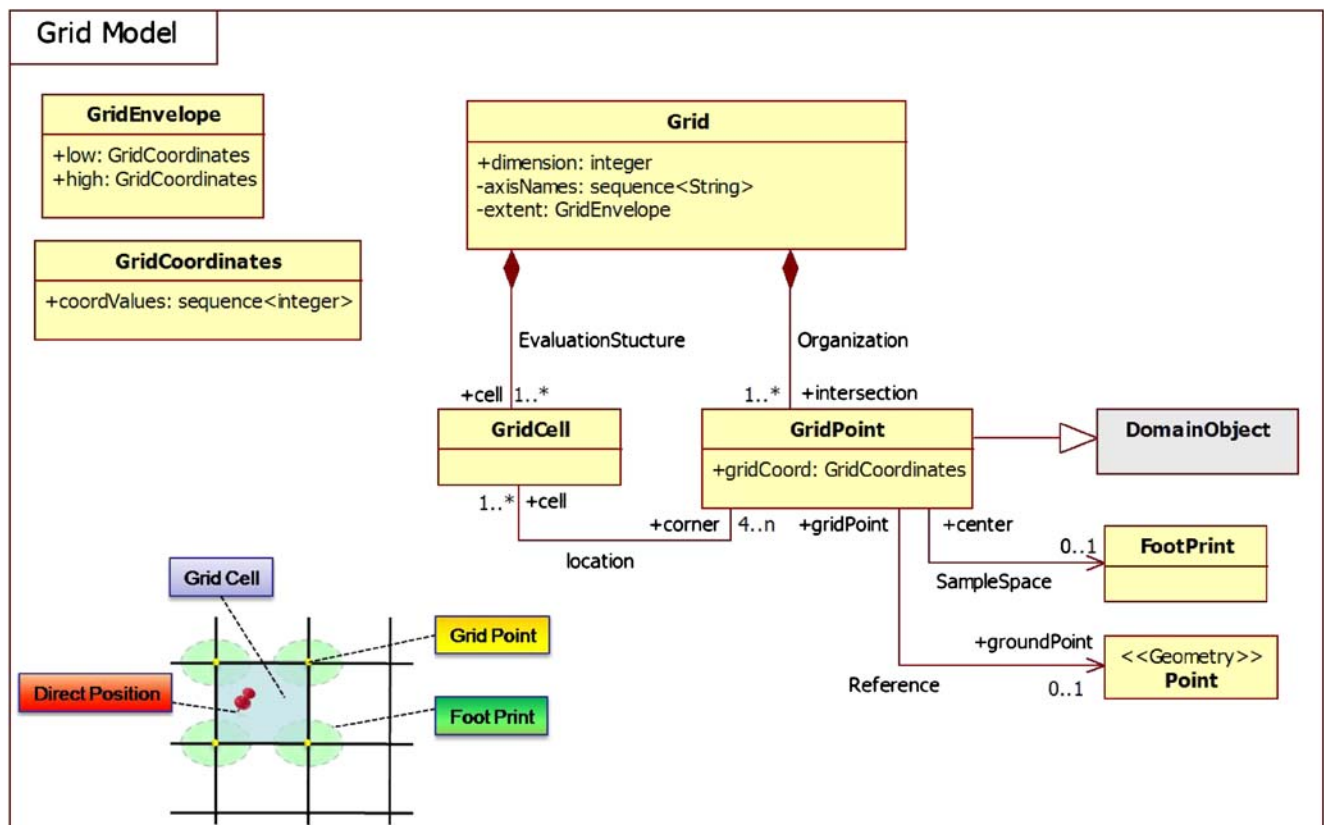 Grid Model
GridEnvelope
+low: GridCoordinates
+high: GridCoordinates
GridCoordinates
+coordValues: sequence<integer>
Grid
+dimension: integer
-axisNames: sequence<String>
-extent: GridEnvelope
EvaluationStucture
Organization
+cell 1..*
1..* +intersection
GridCell
GridPoint
+gridCoord: GridCoordinates
DomainObject
1..* +cell
+corner 4..n
+gridPoint
+center
location
0..1
SampleSpace
FootPrint
+groundPoint
Reference
0..1
<<Geometry>>
Point
Grid Cell
Grid Point
Direct Position
Foot Print